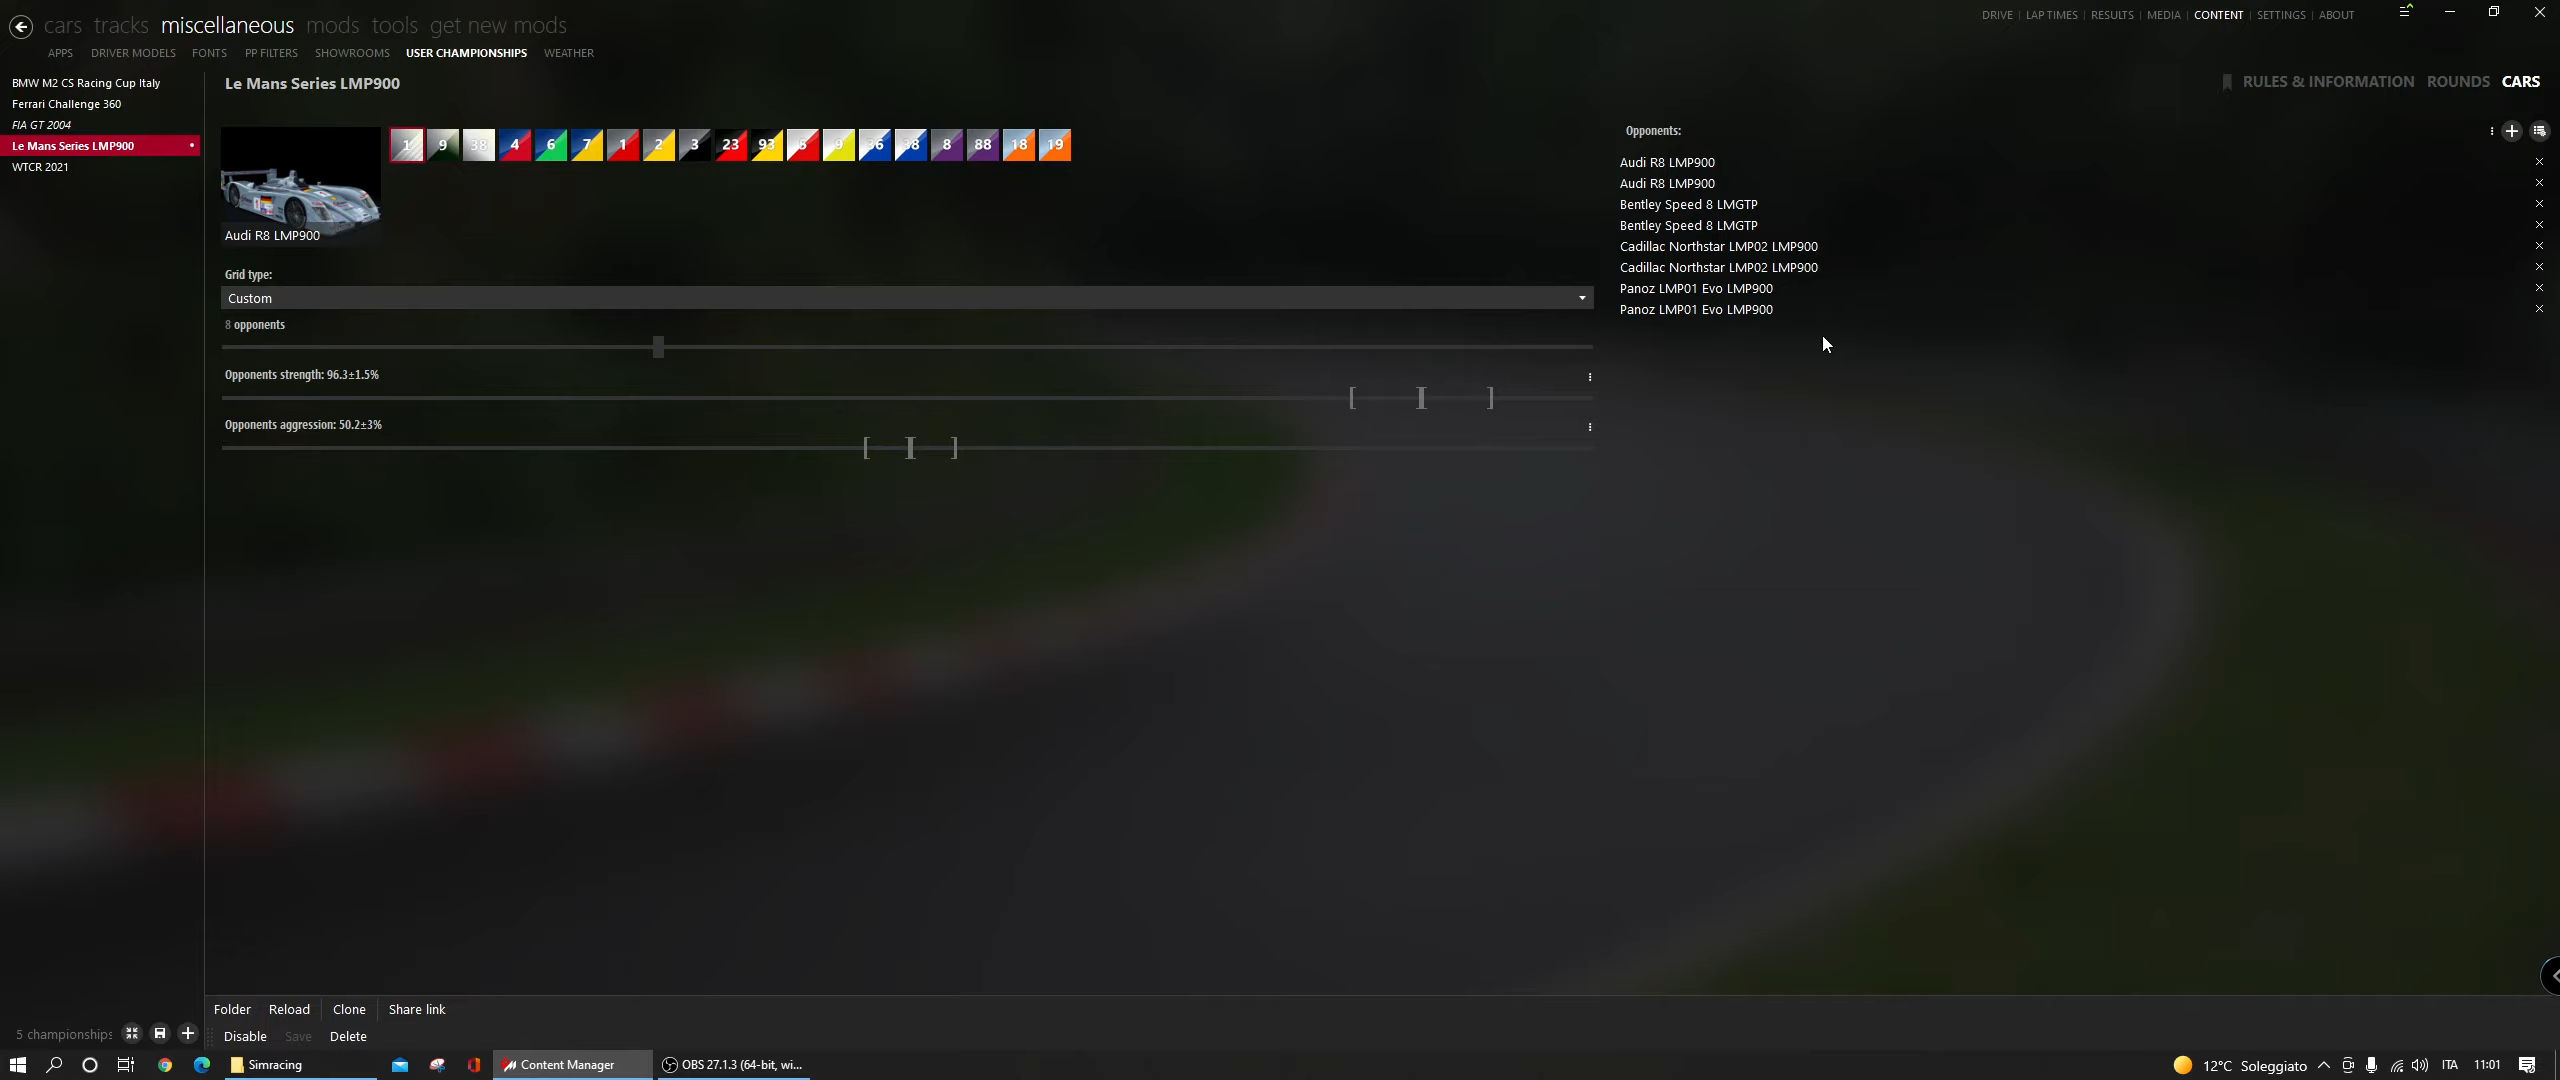 cars tracks miscellaneous mods tools get new mods
DRIVE LAP TIMES RESULTS MEDIA CONTENT SETTINGS ABOUT
APPS DRIVER MODELS FONTS PP FILTERS SHOWROOMS USER CHAMPIONSHIPS WEATHER
BMW M2 CS Racing Cup Italy
Ferrari Challenge 360
FIA GT 2004
Le Mans Series LMP900
WTCR 2021
Le Mans Series LMP900
RULES & INFORMATION ROUNDS CARS
1 9 38 4 6 7 1 2 3 23 93 5 9 36 38 8 88 18 19
Audi R8 LMP900
Grid type:
Custom
8 opponents
Opponents strength: 96.3±1.5%
Opponents aggression: 50.2±3%
Opponents:
Audi R8 LMP900
Audi R8 LMP900
Bentley Speed 8 LMGTP
Bentley Speed 8 LMGTP
Cadillac Northstar LMP02 LMP900
Cadillac Northstar LMP02 LMP900
Panoz LMP01 Evo LMP900
Panoz LMP01 Evo LMP900
Folder Reload Clone Share link
5 championships
Disable Save Delete
Simracing
Content Manager
OBS 27.1.3 (64-bit, wi...
12°C Soleggiato
ITA
11:01